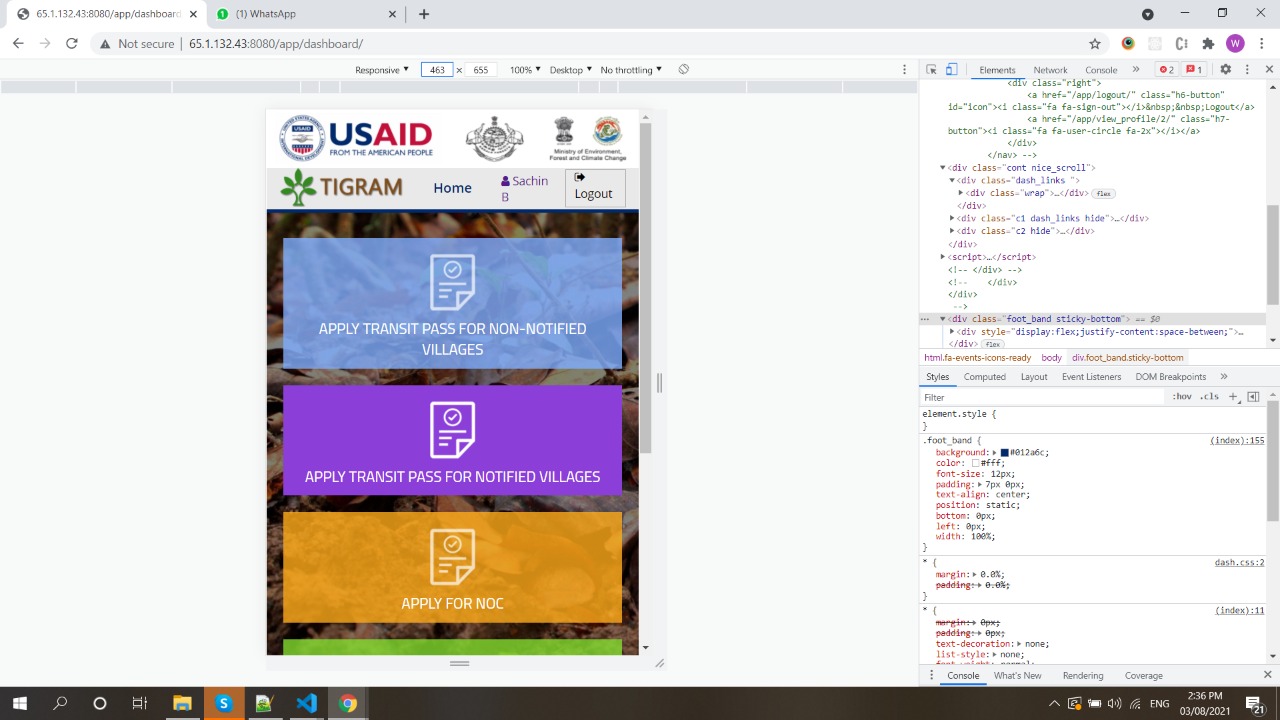 65.1.132.43:8080/app/dashboard/
(1) WhatsApp
Not secure | 65.1.132.43:8080/app/dashboard/
W
Responsive 463 × 655 100% Desktop No throttling
Elements Network Console » 2 1
<div class="right">
<a href="/app/logout/" class="h6-button"
id="icon"><i class="fa fa-sign-out"></i>&nbsp;&nbsp;Logout</a>
<a href="/app/view_profile/2/" class="h7-
button"><i class="fa fa-user-circle fa-2x"></i></a>
</div>
</nav> -->
<div class="cont nice_scroll">
<div class="dash_links ">
<div class="wrap">…</div> flex
</div>
<div class="c1 dash_links hide">…</div>
<div class="c2 hide">…</div>
</div>
<script>…</script>
<!-- </div> -->
<!-- </div>
</div>
-->
<div class="foot_band sticky-bottom"> == $0
<div style="display:flex;justify-content:space-between;">…
</div> flex
html.fa-events-icons-ready body div.foot_band.sticky-bottom
Styles Computed Layout Event Listeners DOM Breakpoints »
Filter :hov .cls +
element.style {
}
.foot_band { (index):155
background: #012a6c;
color: #fff;
font-size: 12px;
padding: 7px 0px;
text-align: center;
position: static;
bottom: 0px;
left: 0px;
width: 100%;
}
* { dash.css:2
margin: 0.0%;
padding: 0.0%;
}
* { (index):11
margin: 0px;
padding: 0px;
text-decoration: none;
list-style: none;
font-weight: normal;
Console What's New Rendering Coverage
USAID
USAID
FROM THE AMERICAN PEOPLE
Ministry of Environment,
Forest and Climate Change
TIGRAM
Home
Sachin
B
Logout
APPLY TRANSIT PASS FOR NON-NOTIFIED
VILLAGES
APPLY TRANSIT PASS FOR NOTIFIED VILLAGES
APPLY FOR NOC
ENG
2:36 PM
03/08/2021
21